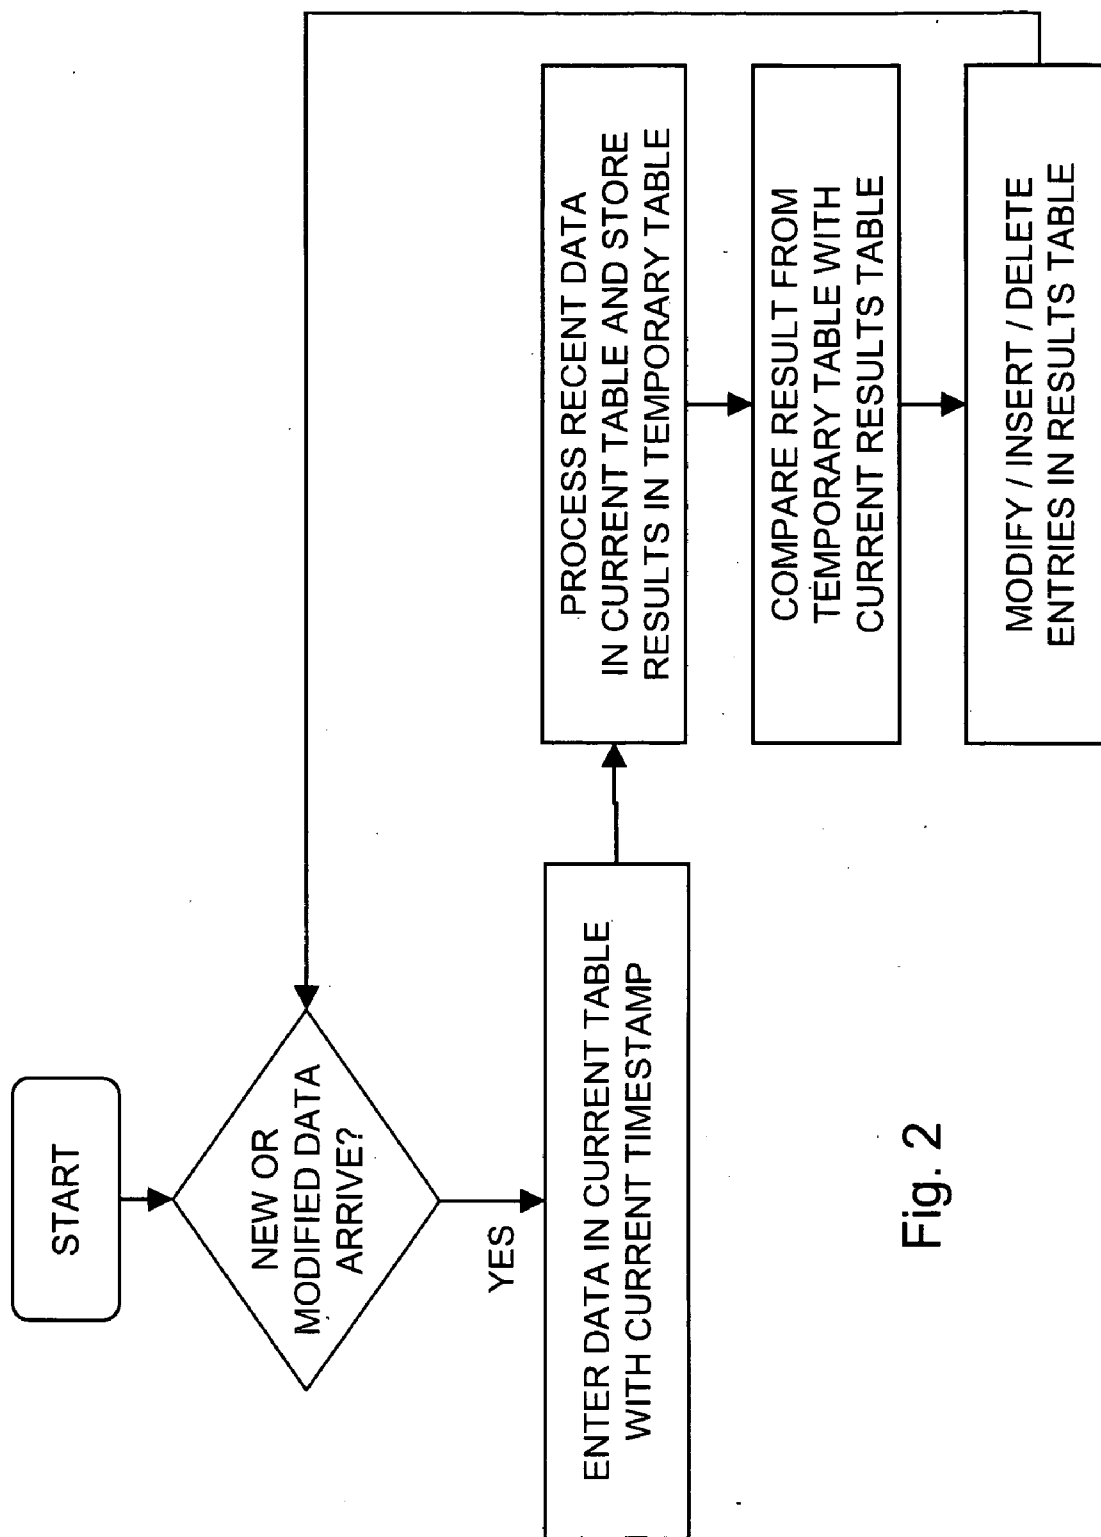 START
NEW OR
MODIFIED DATA
ARRIVE?
YES
ENTER DATA IN CURRENT TABLE
WITH CURRENT TIMESTAMP
PROCESS RECENT DATA
IN CURRENT TABLE AND STORE
RESULTS IN TEMPORARY TABLE
COMPARE RESULT FROM
TEMPORARY TABLE WITH
CURRENT RESULTS TABLE
MODIFY / INSERT / DELETE
ENTRIES IN RESULTS TABLE
Fig. 2